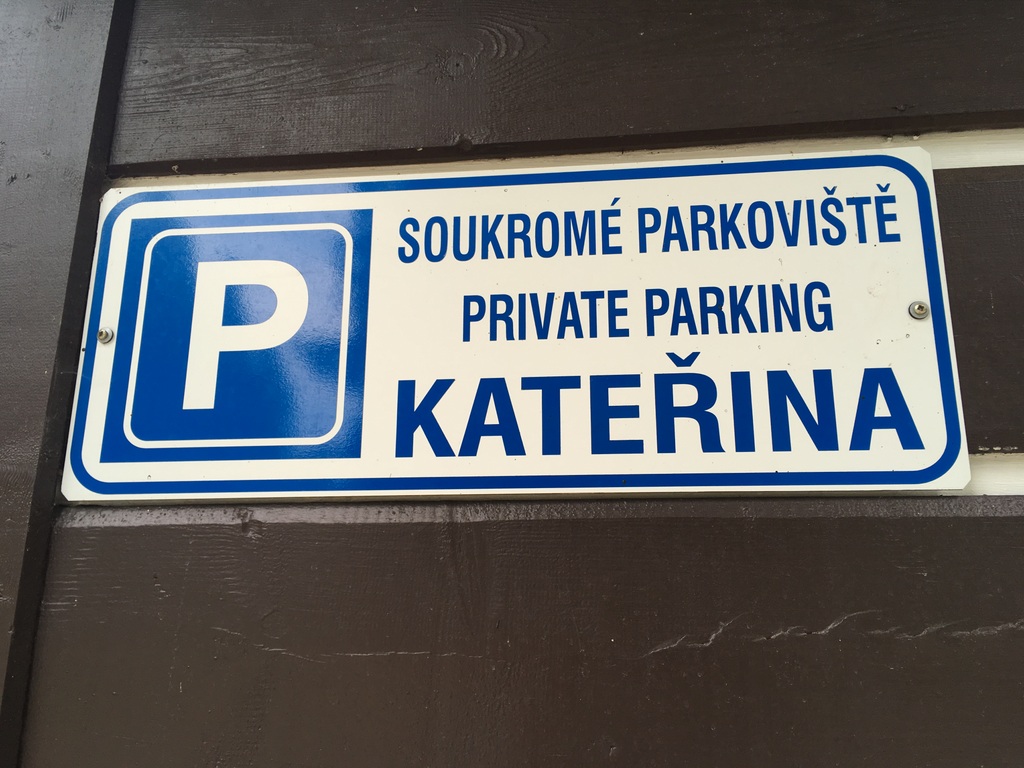 P
SOUKROMÉ PARKOVIŠTĚ
PRIVATE PARKING
KATEŘINA